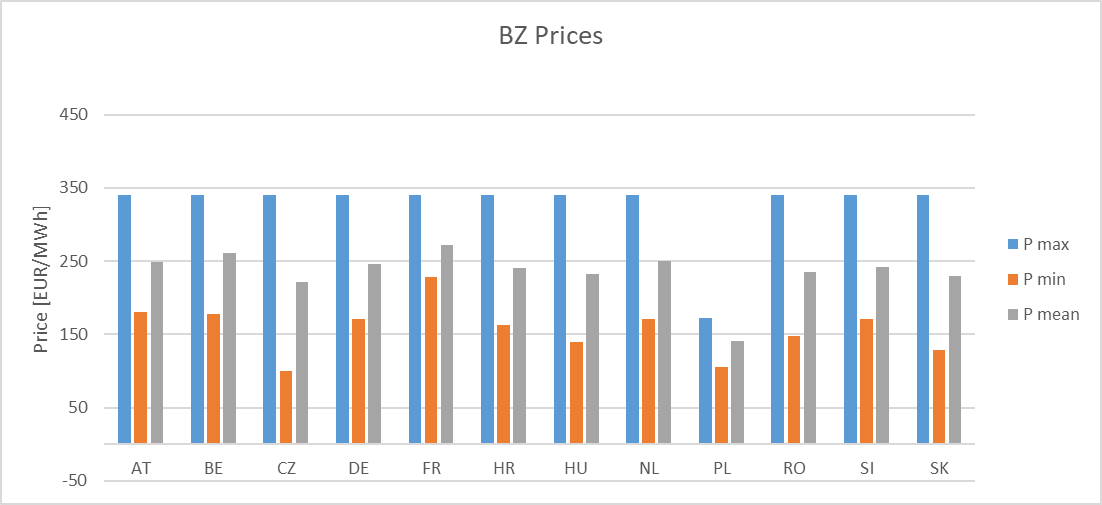 BZ Prices
Price [EUR/MWh]
450
350
250
150
50
-50
AT BE CZ DE FR HR HU NL PL RO SI SK
P max
P min
P mean